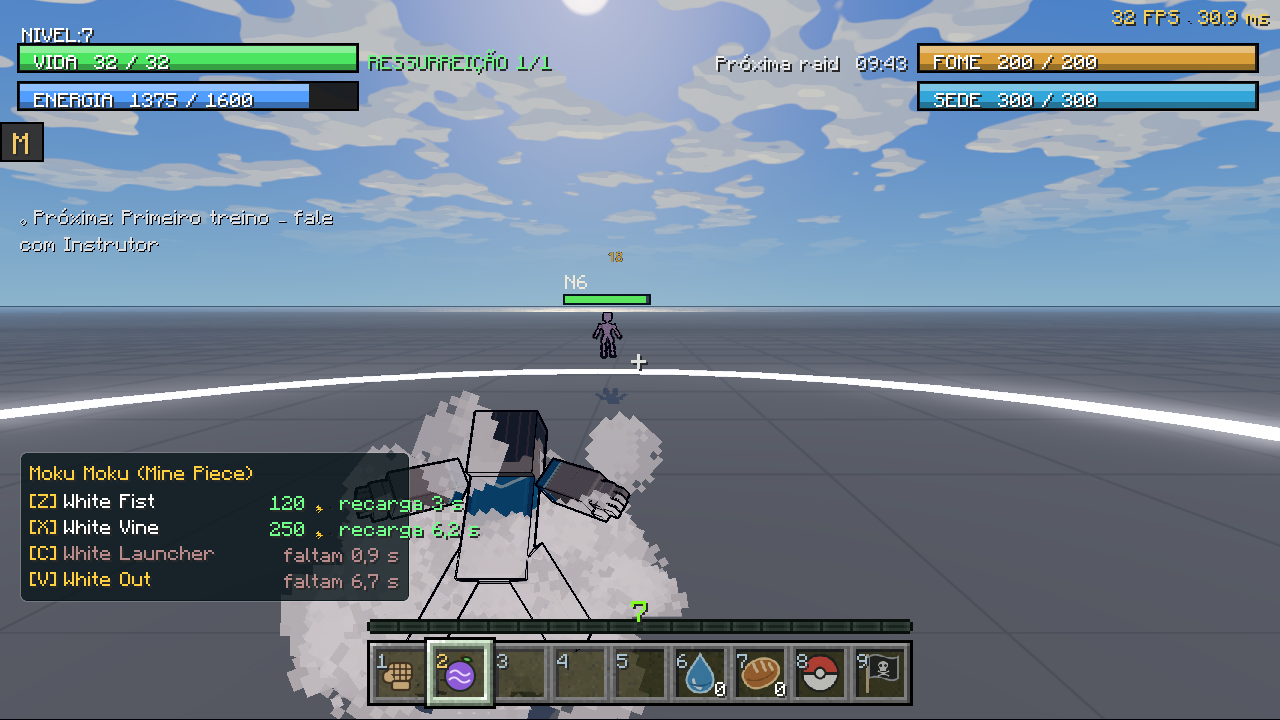 32 FPS · 30.9 ms
NIVEL:7
VIDA 32 / 32
RESSURREIÇÃO 1/1
Próxima raid 09:43
FOME 200 / 200
ENERGIA 1375 / 1600
SEDE 300 / 300
M
Próxima: Primeiro treino - fale
com Instrutor
18
N6
Moku Moku (Mine Piece)
[Z] White Fist 120 recarga 3 s
[X] White Vine 250 recarga 6,2 s
[C] White Launcher faltam 0,9 s
[V] White Out faltam 6,7 s
7
1 2 3 4 5 6 7 8 9
0 0